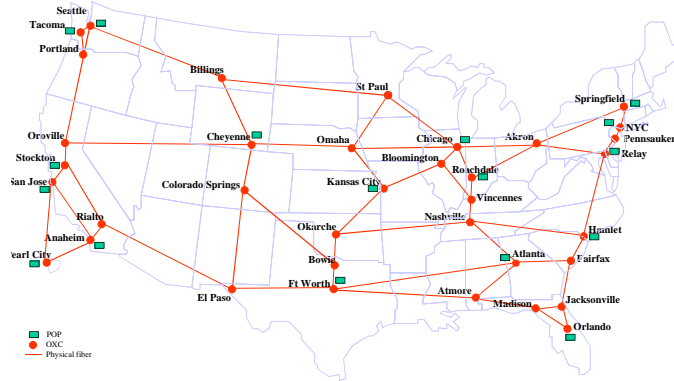 Seattle
Tacoma
Portland
Billings
St Paul
Springfield
NYC
Oroville
Cheyenne
Omaha
Chicago
Akron
Pennsauken
Stockton
Bloomington
Relay
San Jose
Colorado Springs
Kansas City
Roachdale
Vincennes
Rialto
Nashville
Anaheim
Okarche
Hamlet
Pearl City
Bowie
Atlanta
Fairfax
El Paso
Ft Worth
Atmore
Madison
Jacksonville
Orlando
POP
OXC
Physical fiber